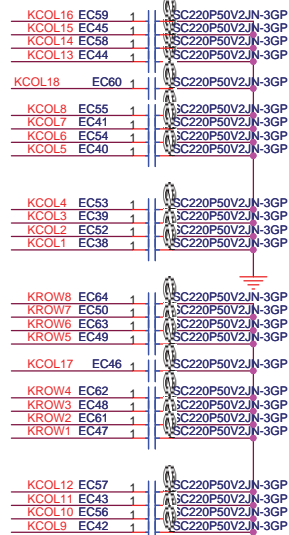 KCOL16 EC59 1 SC220P50V2JN-3GP
KCOL15 EC45 1 SC220P50V2JN-3GP
KCOL14 EC58 1 SC220P50V2JN-3GP
KCOL13 EC44 1 SC220P50V2JN-3GP
KCOL18 EC60 1 SC220P50V2JN-3GP
KCOL8 EC55 1 SC220P50V2JN-3GP
KCOL7 EC41 1 SC220P50V2JN-3GP
KCOL6 EC54 1 SC220P50V2JN-3GP
KCOL5 EC40 1 SC220P50V2JN-3GP
KCOL4 EC53 1 SC220P50V2JN-3GP
KCOL3 EC39 1 SC220P50V2JN-3GP
KCOL2 EC52 1 SC220P50V2JN-3GP
KCOL1 EC38 1 SC220P50V2JN-3GP
KROW8 EC64 1 SC220P50V2JN-3GP
KROW7 EC50 1 SC220P50V2JN-3GP
KROW6 EC63 1 SC220P50V2JN-3GP
KROW5 EC49 1 SC220P50V2JN-3GP
KCOL17 EC46 1 SC220P50V2JN-3GP
KROW4 EC62 1 SC220P50V2JN-3GP
KROW3 EC48 1 SC220P50V2JN-3GP
KROW2 EC61 1 SC220P50V2JN-3GP
KROW1 EC47 1 SC220P50V2JN-3GP
KCOL12 EC57 1 SC220P50V2JN-3GP
KCOL11 EC43 1 SC220P50V2JN-3GP
KCOL10 EC56 1 SC220P50V2JN-3GP
KCOL9 EC42 1 SC220P50V2JN-3GP